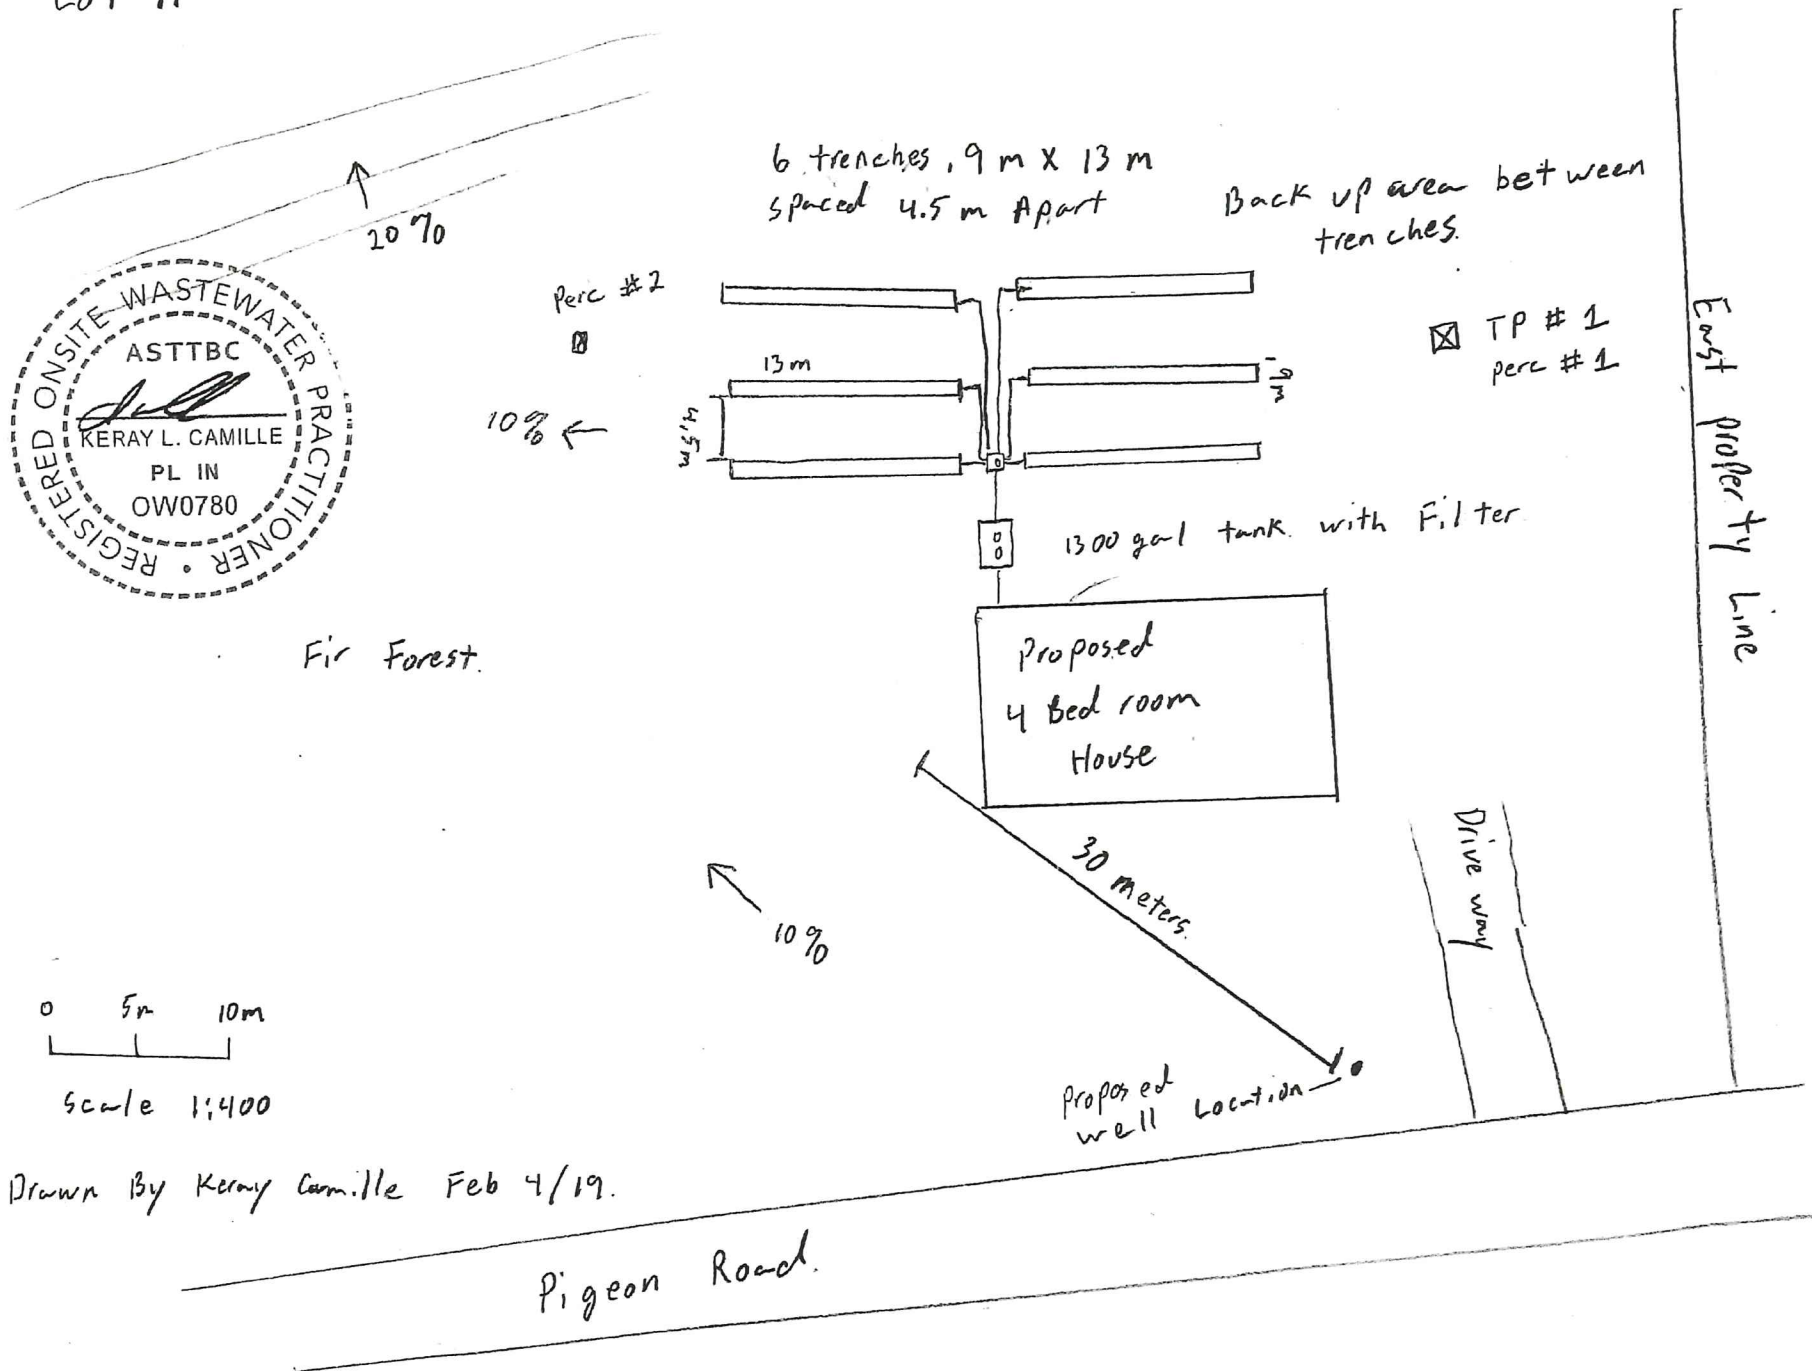 6 trenches .9 m X 13 m
spaced 4.5 m Apart
Back up area between
trenches.
20%
Perc #2
13m
.9m
TP # 1
perc # 1
10%
4.5m
REGISTERED ONSITE WASTEWATER PRACTITIONER
ASTTBC
KERAY L. CAMILLE
PL IN
OW0780
East property Line
1300 gal tank. with Filter
Fir Forest.
Proposed
4 Bed room
House
30 meters.
Drive way
10%
0 5m 10m
Scale 1:400
Proposed
well Location
Drawn By Keray Camille Feb 4/19.
Pigeon Road.